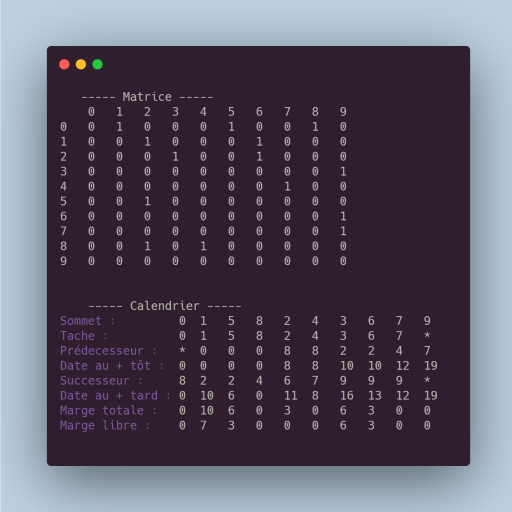 ----- Matrice -----
0 1 2 3 4 5 6 7 8 9
0 0 1 0 0 0 1 0 0 1 0
1 0 0 1 0 0 0 1 0 0 0
2 0 0 0 1 0 0 1 0 0 0
3 0 0 0 0 0 0 0 0 0 1
4 0 0 0 0 0 0 0 1 0 0
5 0 0 1 0 0 0 0 0 0 0
6 0 0 0 0 0 0 0 0 0 1
7 0 0 0 0 0 0 0 0 0 1
8 0 0 1 0 1 0 0 0 0 0
9 0 0 0 0 0 0 0 0 0 0
----- Calendrier -----
Sommet : 0 1 5 8 2 4 3 6 7 9
Tache : 0 1 5 8 2 4 3 6 7 *
Prédecesseur : * 0 0 0 8 8 2 2 4 7
Date au + tôt : 0 0 0 0 8 8 10 10 12 19
Successeur : 8 2 2 4 6 7 9 9 9 *
Date au + tard : 0 10 6 0 11 8 16 13 12 19
Marge totale : 0 10 6 0 3 0 6 3 0 0
Marge libre : 0 7 3 0 0 0 6 3 0 0